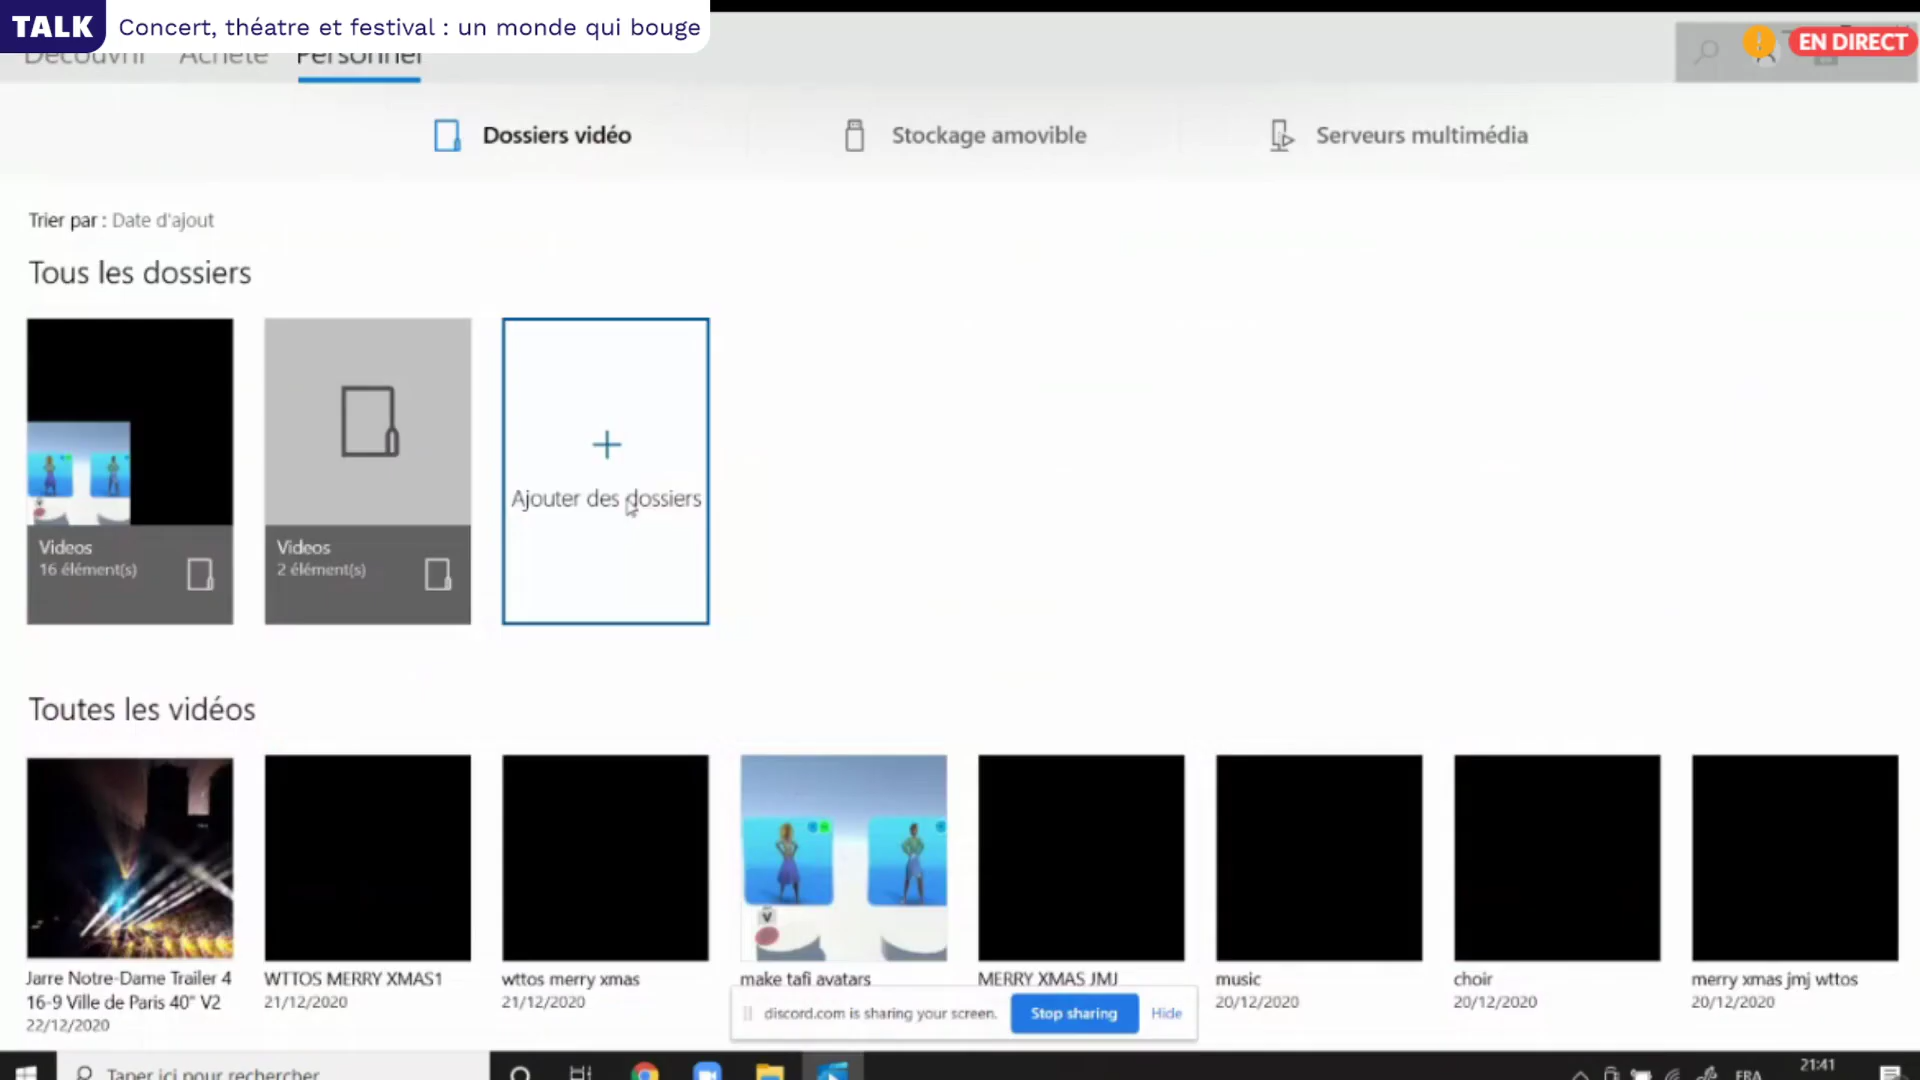 TALK
Concert, théatre et festival : un monde qui bouge
EN DIRECT
Découvrir Acheté Personnel
Dossiers vidéo
Stockage amovible
Serveurs multimédia
Trier par : Date d'ajout
Tous les dossiers
Videos
16 élément(s)
Videos
2 élément(s)
Ajouter des dossiers
Toutes les vidéos
Jarre Notre-Dame Trailer 4
16-9 Ville de Paris 40" V2
22/12/2020
WTTOS MERRY XMAS1
21/12/2020
wttos merry xmas
21/12/2020
V
make tafi avatars
MERRY XMAS JMJ
music
20/12/2020
choir
20/12/2020
merry xmas jmj wttos
20/12/2020
discord.com is sharing your screen.
Stop sharing
Hide
Taper ici pour rechercher
FRA
21:41